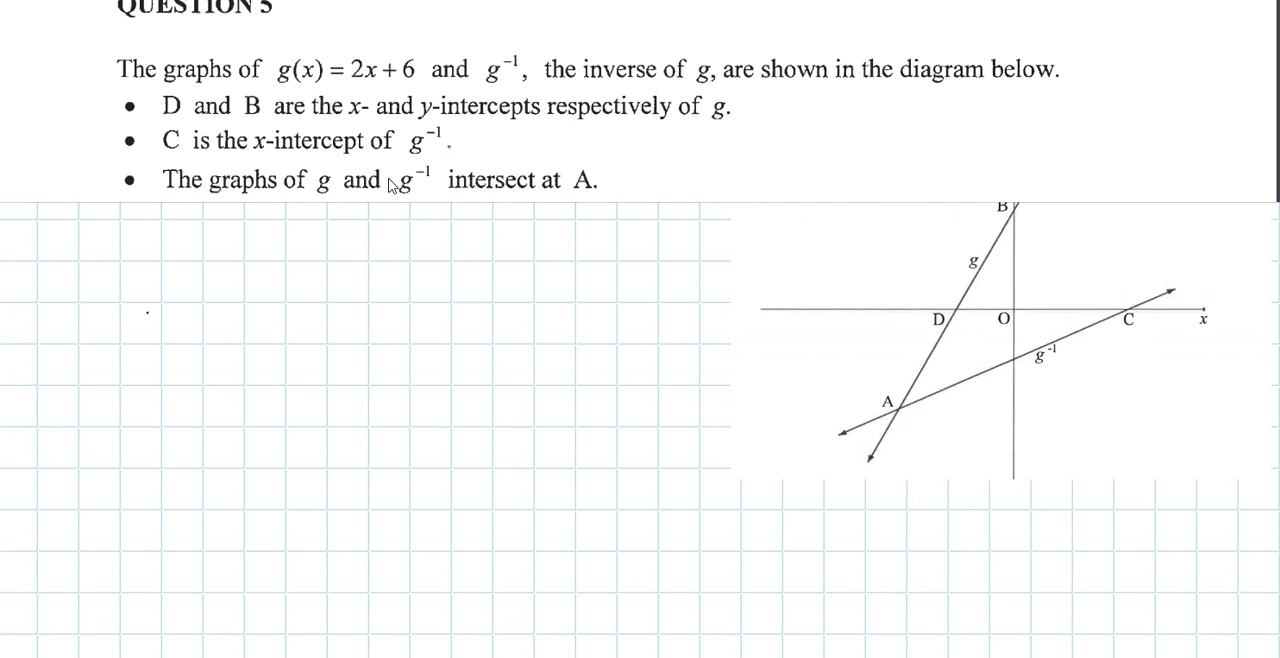 QUESTION 5
The graphs of g(x) = 2x + 6 and g⁻¹, the inverse of g, are shown in the diagram below.
• D and B are the x- and y-intercepts respectively of g.
• C is the x-intercept of g⁻¹.
• The graphs of g and g⁻¹ intersect at A.
B
g
D O C x
g⁻¹
A